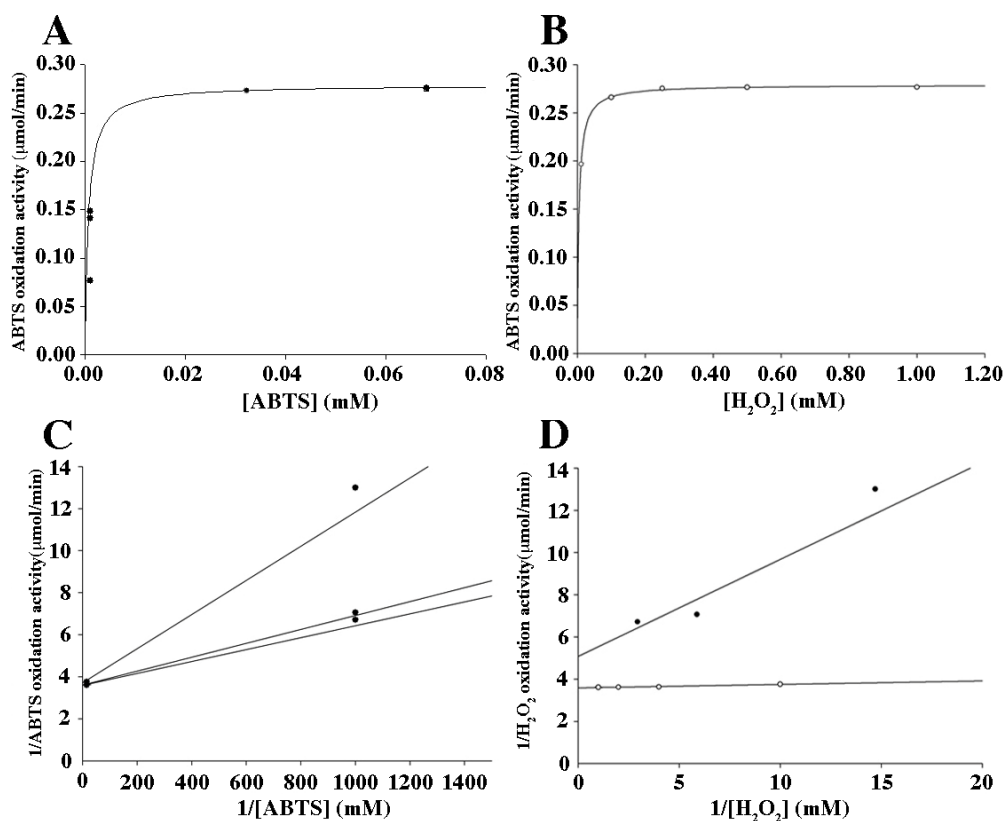 A
ABTS oxidation activity (μmol/min)
0.30
0.25
0.20
0.15
0.10
0.05
0.00
0.00 0.02 0.04 0.06 0.08
[ABTS] (mM)
B
ABTS oxidation activity (μmol/min)
0.30
0.25
0.20
0.15
0.10
0.05
0.00
0.00 0.20 0.40 0.60 0.80 1.00 1.20
[H₂O₂] (mM)
C
1/ABTS oxidation activity(μmol/min)
14
12
10
8
6
4
2
0
0 200 400 600 800 1000 1200 1400
1/[ABTS] (mM)
D
1/H₂O₂ oxidation activity(μmol/min)
14
12
10
8
6
4
2
0
0 5 10 15 20
1/[H₂O₂] (mM)